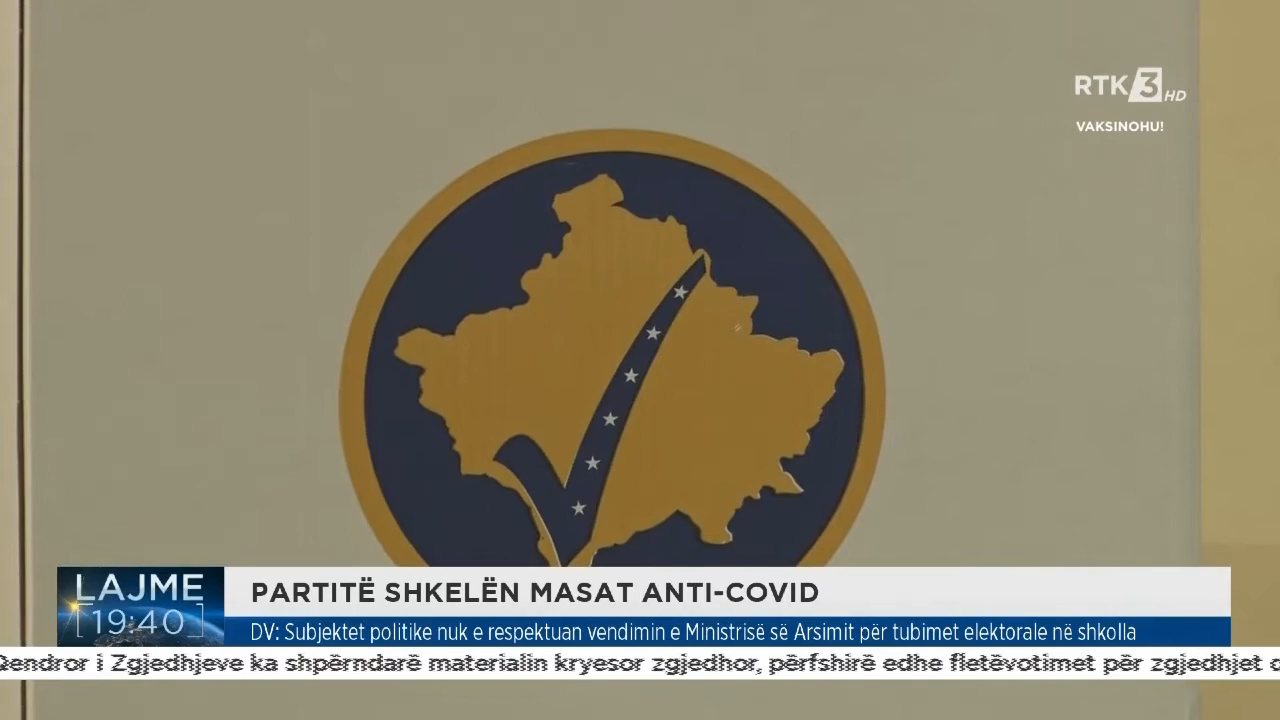 RTK 3 HD
VAKSINOHU!
LAJME
19:40
PARTITË SHKELËN MASAT ANTI-COVID
DV: Subjektet politike nuk e respektuan vendimin e Ministrisë së Arsimit për tubimet elektorale në shkolla
Qendror i Zgjedhjeve ka shpërndarë materialin kryesor zgjedhor, përfshirë edhe fletëvotimet për zgjedhjet